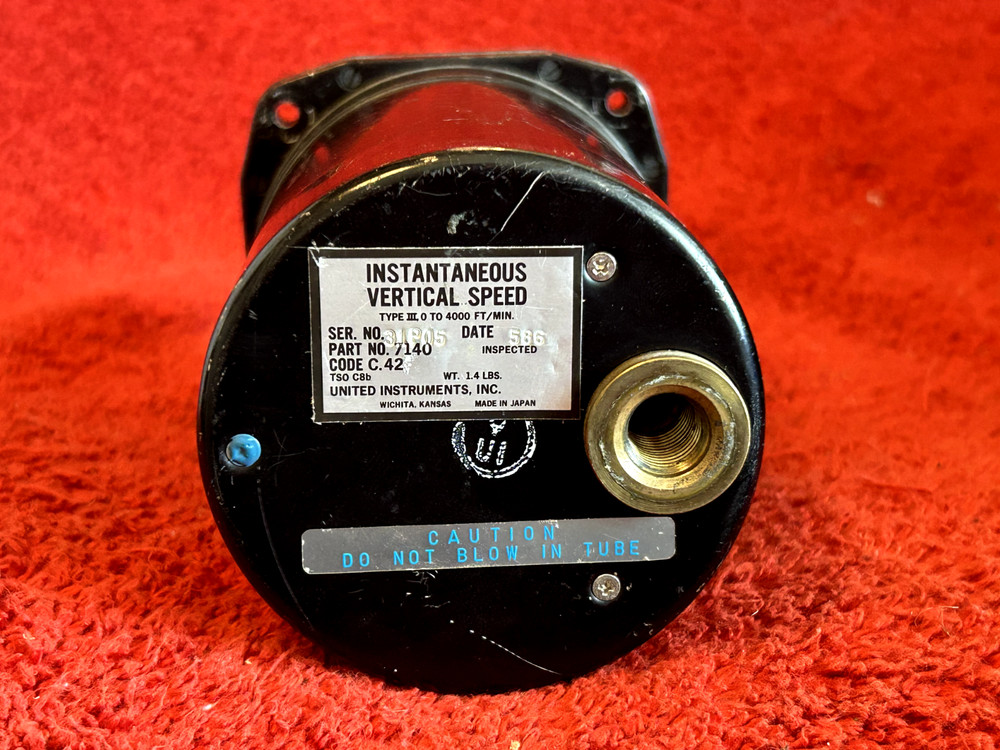 INSTANTANEOUS
VERTICAL SPEED
TYPE III, 0 TO 4000 FT/MIN.
SER. NO. DATE 586
PART NO. 7140 INSPECTED
CODE C.42
TSO C8b WT. 1.4 LBS.
UNITED INSTRUMENTS, INC.
WICHITA, KANSAS MADE IN JAPAN
UI
CAUTION
DO NOT BLOW IN TUBE